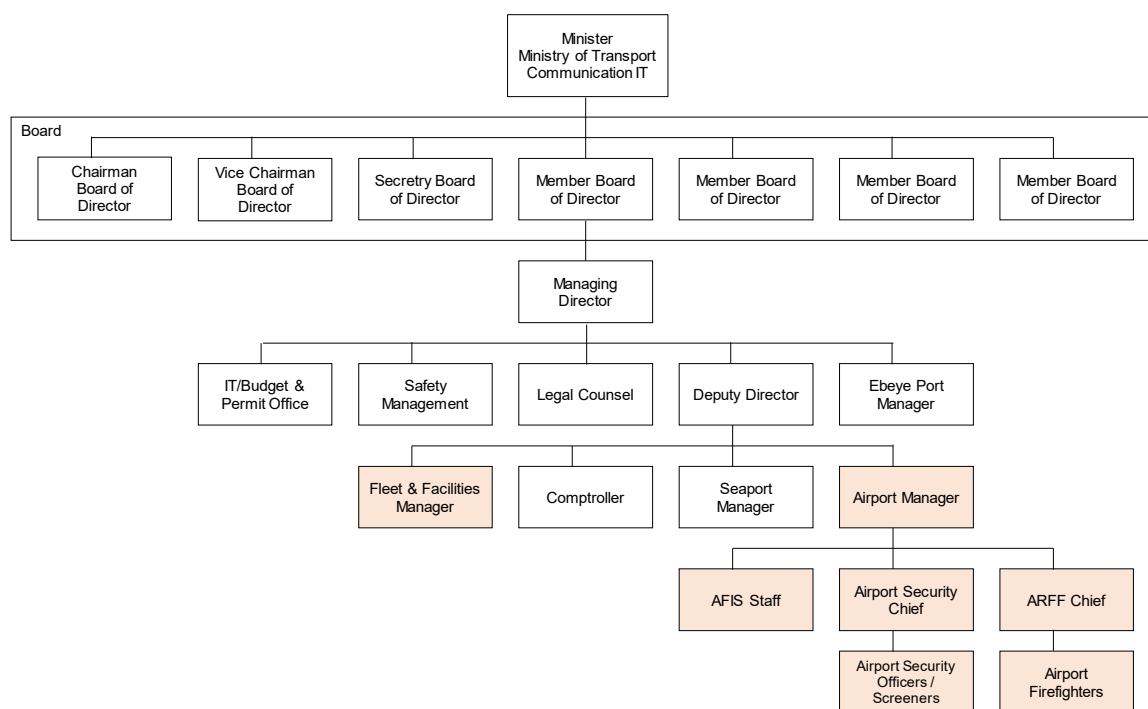 Minister
Ministry of Transport
Communication IT
Board
Chairman
Board of
Director
Vice Chairman
Board of
Director
Secretry Board
of Director
Member Board
of Director
Member Board
of Director
Member Board
of Director
Member Board
of Director
Managing
Director
IT/Budget &
Permit Office
Safety
Management
Legal Counsel
Deputy Director
Ebeye Port
Manager
Fleet & Facilities
Manager
Comptroller
Seaport
Manager
Airport Manager
AFIS Staff
Airport Security
Chief
ARFF Chief
Airport Security
Officers /
Screeners
Airport
Firefighters